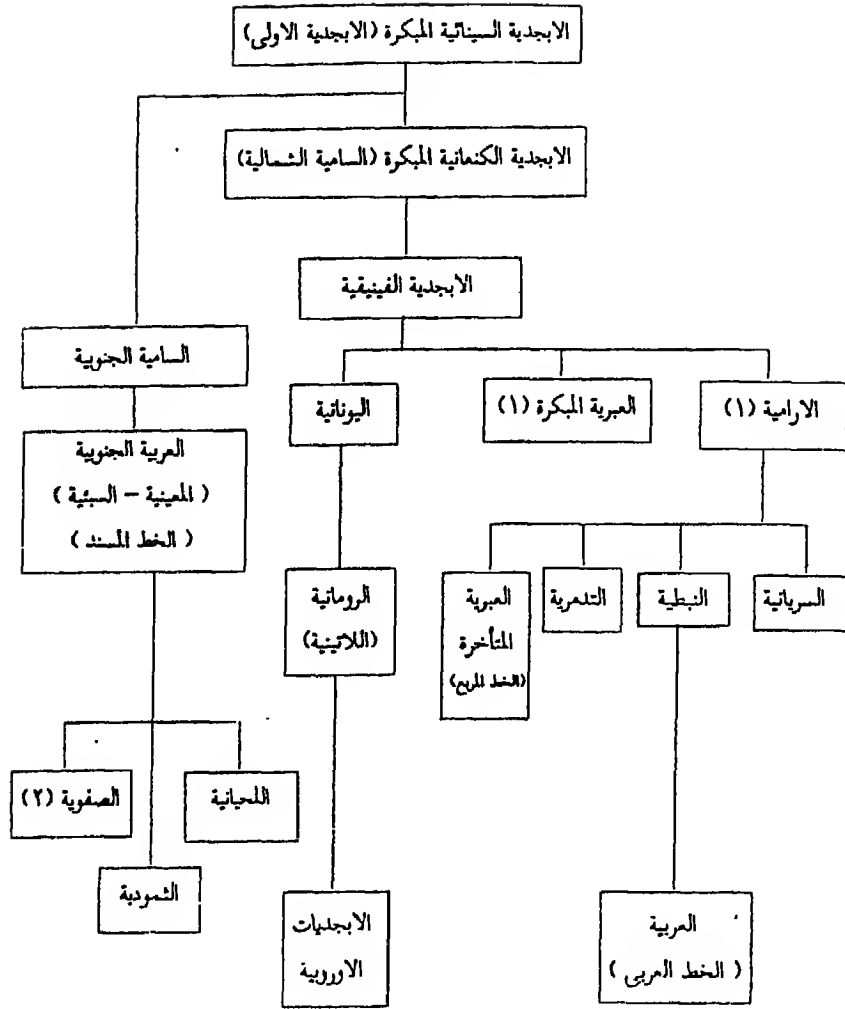 الابجدية السينائية المبكرة (الابجدية الاولى)
الابجدية الكنعانية المبكرة (السامية الشمالية)
الابجدية الفينيقية
السامية الجنوبية
الارامية (١)
العبرية المبكرة (١)
اليونانية
العربية الجنوبية
( المعينية – السبئية )
( الخط المسند )
السريانية
النبطية
التدمرية
العبرية
المتأخرة
(الخط المربع)
الرومانية
(اللاتينية)
اللحيانية
الصفوية (٢)
الثمودية
العربية
( الخط العربى )
الابجديات
الاوروبية